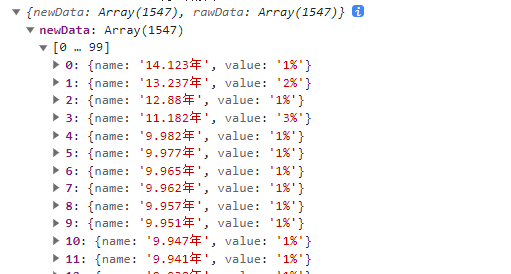 {newData: Array(1547), rawData: Array(1547)} i
newData: Array(1547)
[0 … 99]
0: {name: '14.123年', value: '1%'}
1: {name: '13.237年', value: '2%'}
2: {name: '12.88年', value: '1%'}
3: {name: '11.182年', value: '3%'}
4: {name: '9.982年', value: '1%'}
5: {name: '9.977年', value: '1%'}
6: {name: '9.965年', value: '1%'}
7: {name: '9.962年', value: '1%'}
8: {name: '9.957年', value: '1%'}
9: {name: '9.951年', value: '1%'}
10: {name: '9.947年', value: '1%'}
11: {name: '9.941年', value: '1%'}